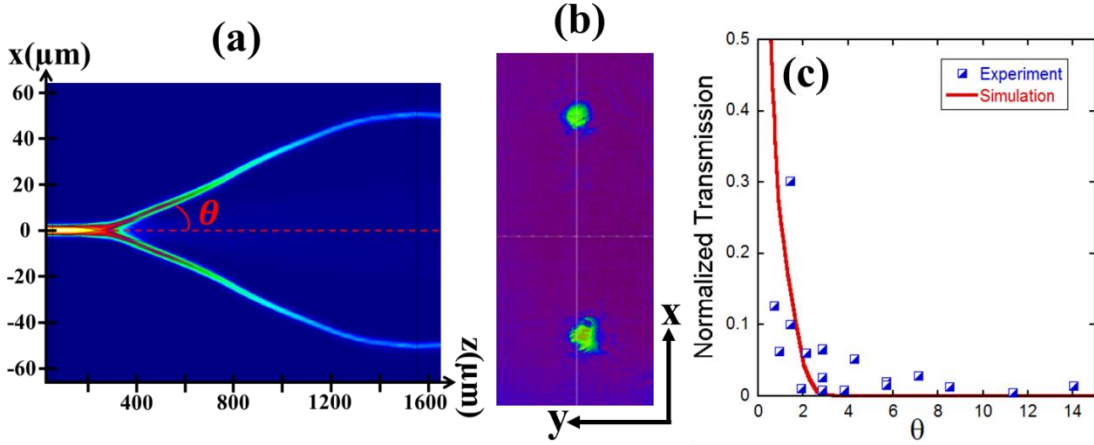 (a)
x(µm)
60
40
20
0
-20
-40
-60
θ
400
800
1200
1600
z(µm)
(b)
x
y
(c)
0.5
0.4
0.3
0.2
0.1
0
Normalized Transmission
Experiment
Simulation
0
2
4
6
8
10
12
14
θ